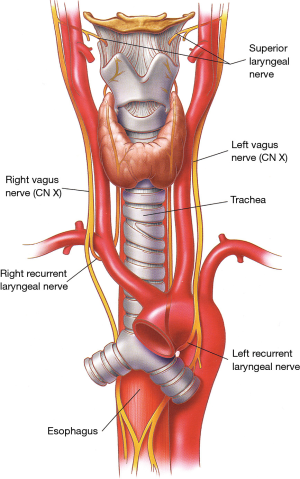 Superior
laryngeal
nerve
Left vagus
nerve (CN X)
Right vagus
nerve (CN X)
Trachea
Right recurrent
laryngeal nerve
Left recurrent
laryngeal nerve
Esophagus